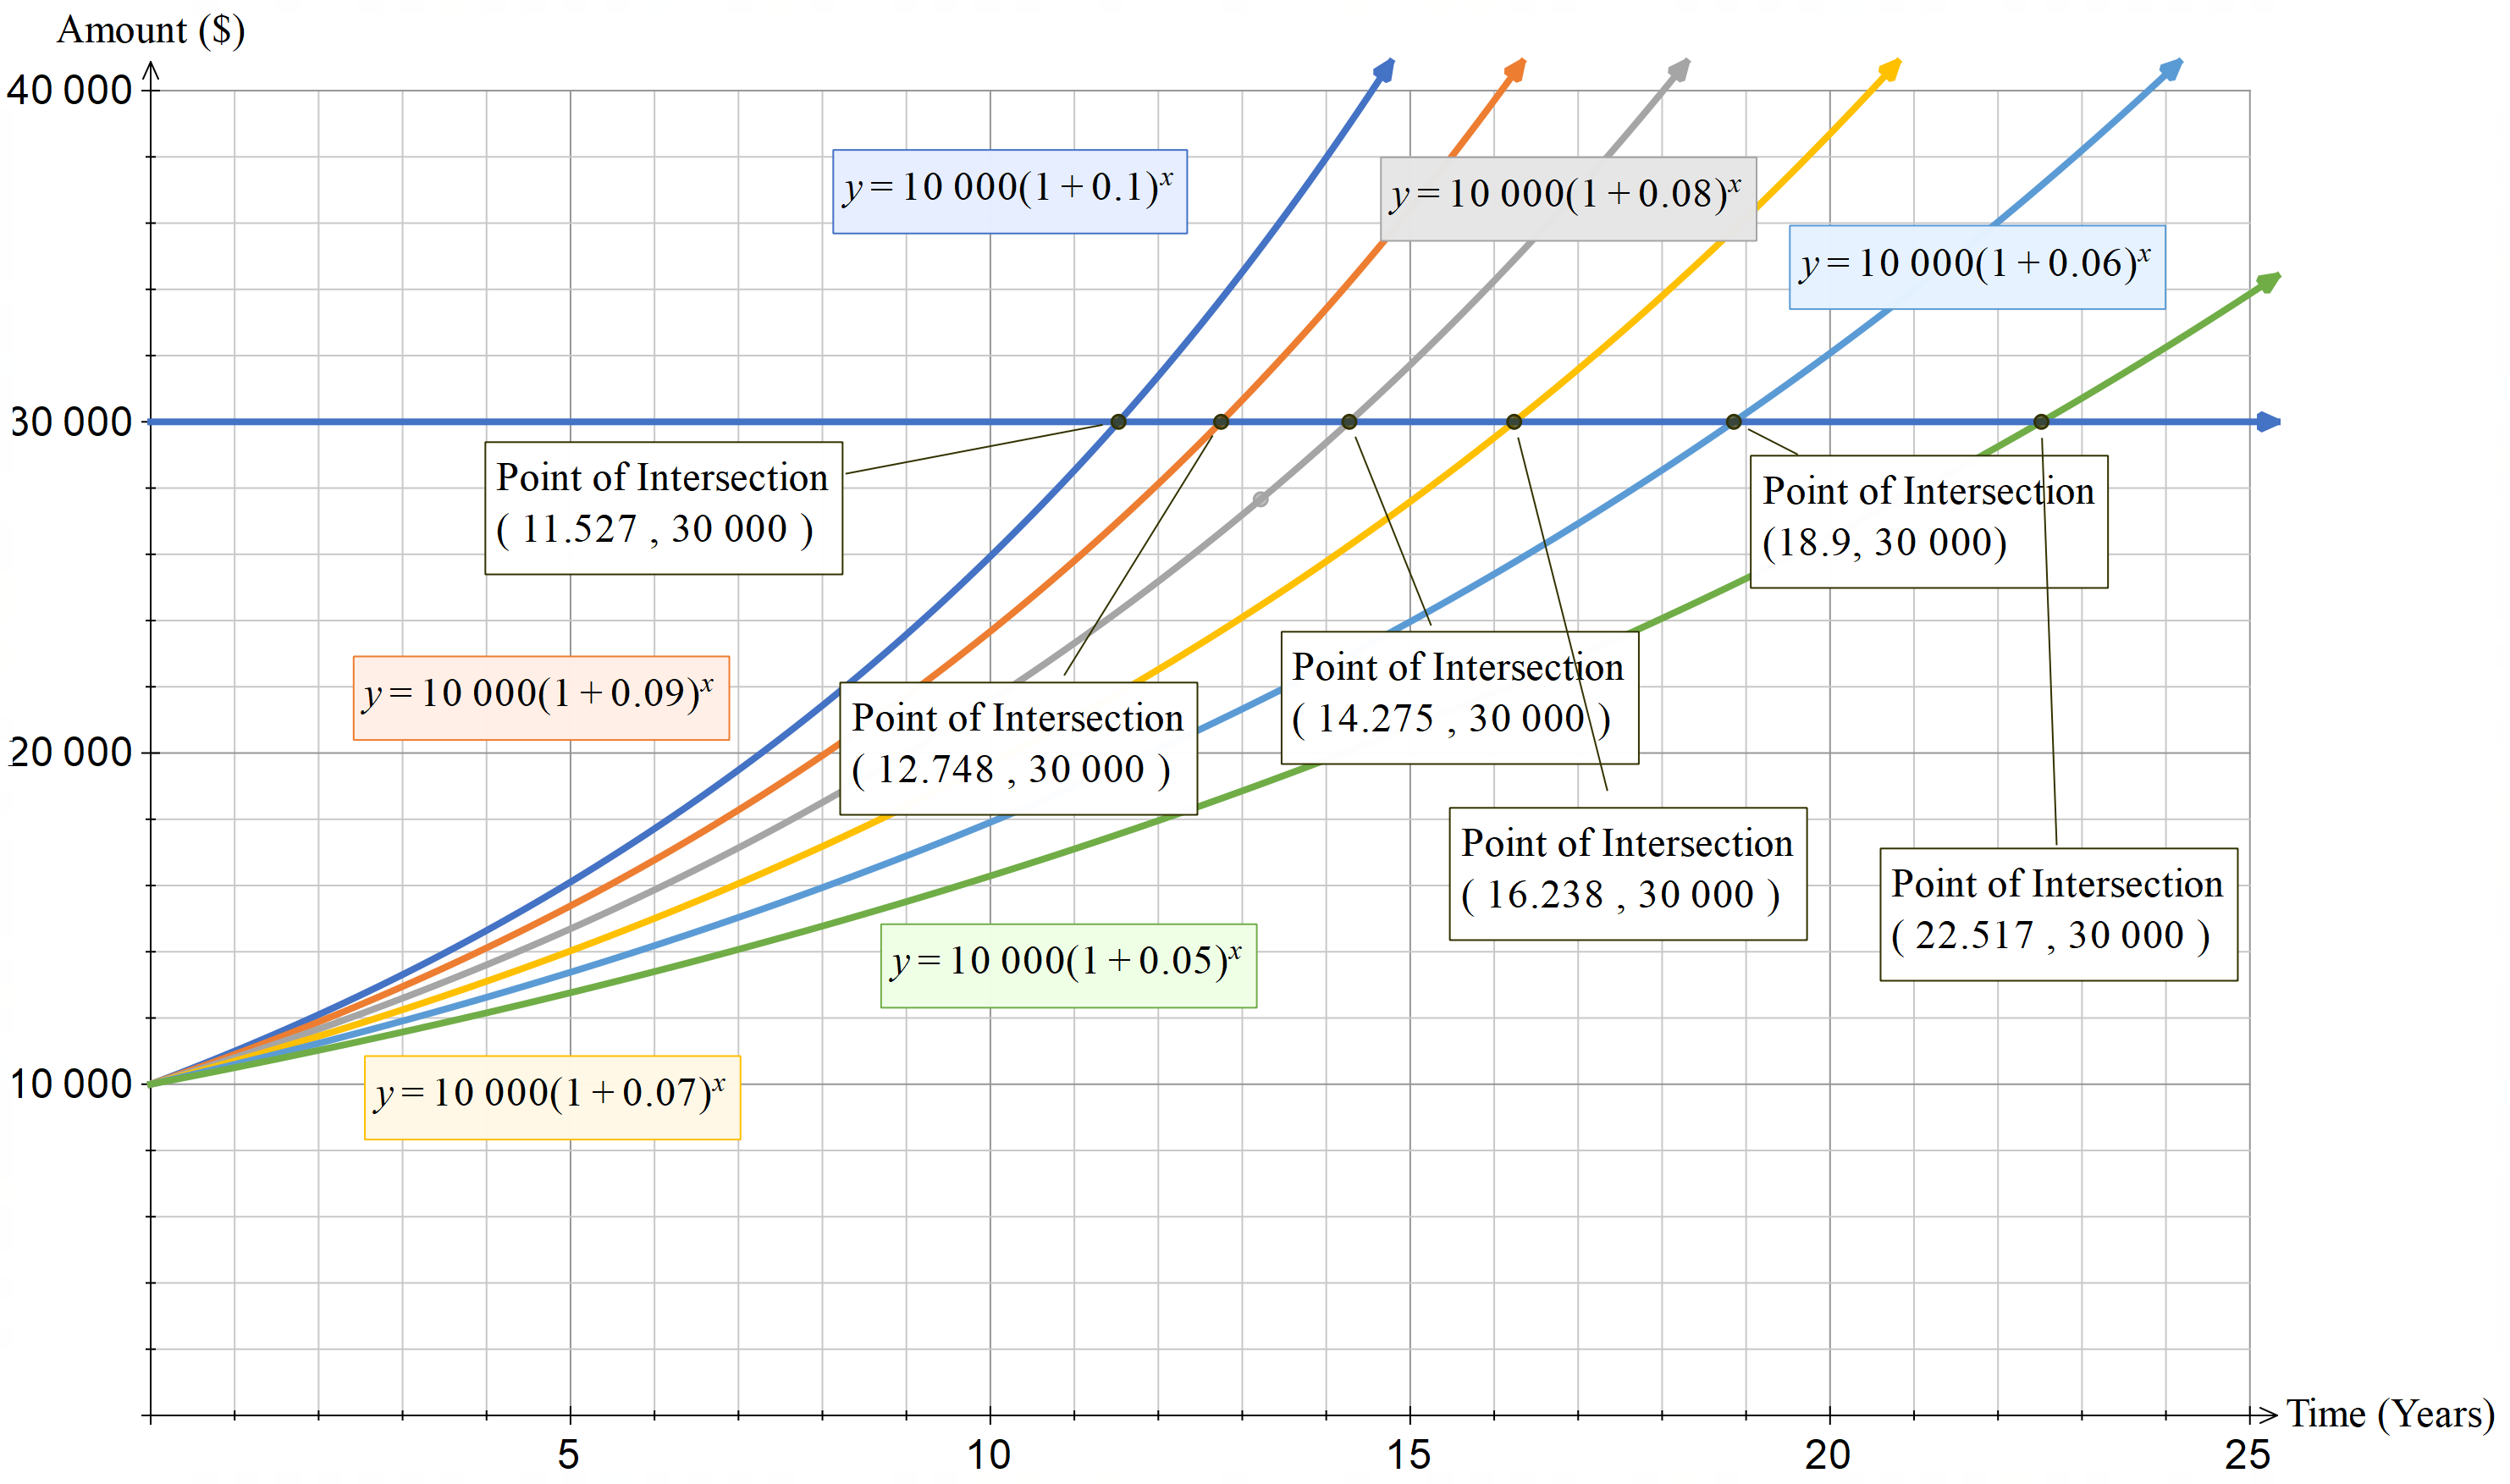 Amount ($)
40 000
y = 10 000(1 + 0.1)^x
y = 10 000(1 + 0.08)^x
y = 10 000(1 + 0.06)^x
30 000
Point of Intersection
( 11.527 , 30 000 )
Point of Intersection
(18.9, 30 000)
y = 10 000(1 + 0.09)^x
Point of Intersection
( 12.748 , 30 000 )
Point of Intersection
( 14.275 , 30 000 )
20 000
Point of Intersection
( 16.238 , 30 000 )
Point of Intersection
( 22.517 , 30 000 )
y = 10 000(1 + 0.05)^x
10 000
y = 10 000(1 + 0.07)^x
Time (Years)
5 10 15 20 25